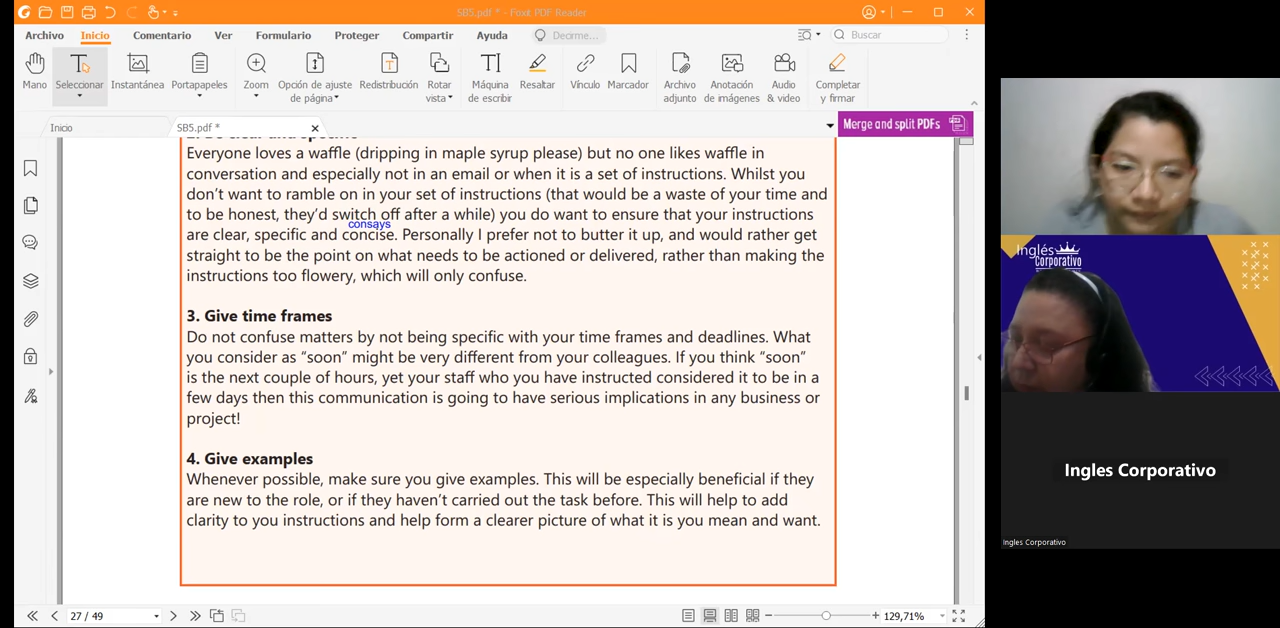 SB5.pdf * - Foxit PDF Reader
Archivo Inicio Comentario Ver Formulario Proteger Compartir Ayuda Decirme... Buscar
Mano Seleccionar Instantánea Portapapeles Zoom Opción de ajuste de página Redistribución Rotar vista Máquina de escribir Resaltar Vínculo Marcador Archivo adjunto Anotación de imágenes Audio & video Completar y firmar
Inicio SB5.pdf * Merge and split PDFs
Everyone loves a waffle (dripping in maple syrup please) but no one likes waffle in
conversation and especially not in an email or when it is a set of instructions. Whilst you
don't want to ramble on in your set of instructions (that would be a waste of your time and
to be honest, they'd switch off after a while) you do want to ensure that your instructions
consays
are clear, specific and concise. Personally I prefer not to butter it up, and would rather get
straight to be the point on what needs to be actioned or delivered, rather than making the
instructions too flowery, which will only confuse.
3. Give time frames
Do not confuse matters by not being specific with your time frames and deadlines. What
you consider as “soon” might be very different from your colleagues. If you think “soon”
is the next couple of hours, yet your staff who you have instructed considered it to be in a
few days then this communication is going to have serious implications in any business or
project!
4. Give examples
Whenever possible, make sure you give examples. This will be especially beneficial if they
are new to the role, or if they haven't carried out the task before. This will help to add
clarity to you instructions and help form a clearer picture of what it is you mean and want.
27 / 49 129,71%
Inglés
Corporativo
Ingles Corporativo
Ingles Corporativo